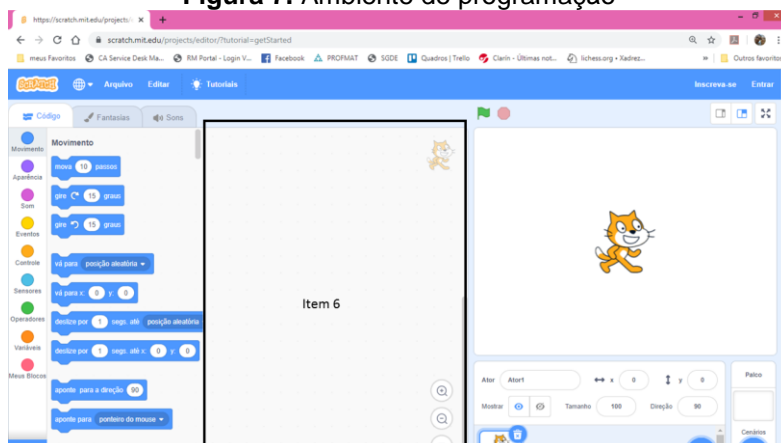 Figura 7. Ambiente de programação
https://scratch.mit.edu/projects/
scratch.mit.edu/projects/editor/?tutorial=getStarted
meus Favoritos CA Service Desk Ma... RM Portal - Login V... Facebook PROFMAT SGDE Quadros | Trello Clarín - Últimas not... lichess.org • Xadrez... » Outros favoritos
SCRATCH Arquivo Editar Tutoriais Inscreva-se Entrar
Código Fantasias Sons
Movimento
Aparência
Som
Eventos
Controle
Sensores
Operadores
Variáveis
Meus Blocos
Movimento
mova 10 passos
gire 15 graus
gire 15 graus
vá para posição aleatória
vá para x: 0 y: 0
deslize por 1 segs. até posição aleatória
deslize por 1 segs. até x: 0 y: 0
aponte para a direção 90
aponte para ponteiro do mouse
Item 6
Ator Ator1 x 0 y 0
Mostrar Tamanho 100 Direção 90
Palco
Cenários